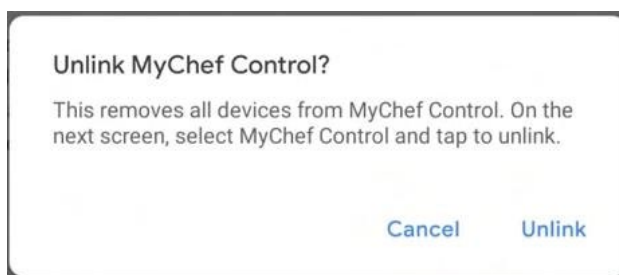 Unlink MyChef Control?
This removes all devices from MyChef Control. On the
next screen, select MyChef Control and tap to unlink.
Cancel Unlink